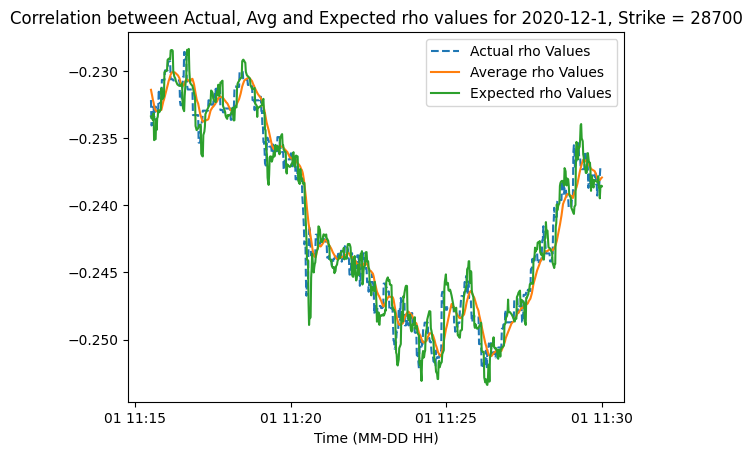 Correlation between Actual, Avg and Expected rho values for 2020-12-1, Strike = 28700
Actual rho Values
Average rho Values
Expected rho Values
−0.230
−0.235
−0.240
−0.245
−0.250
01 11:15
01 11:20
01 11:25
01 11:30
Time (MM-DD HH)